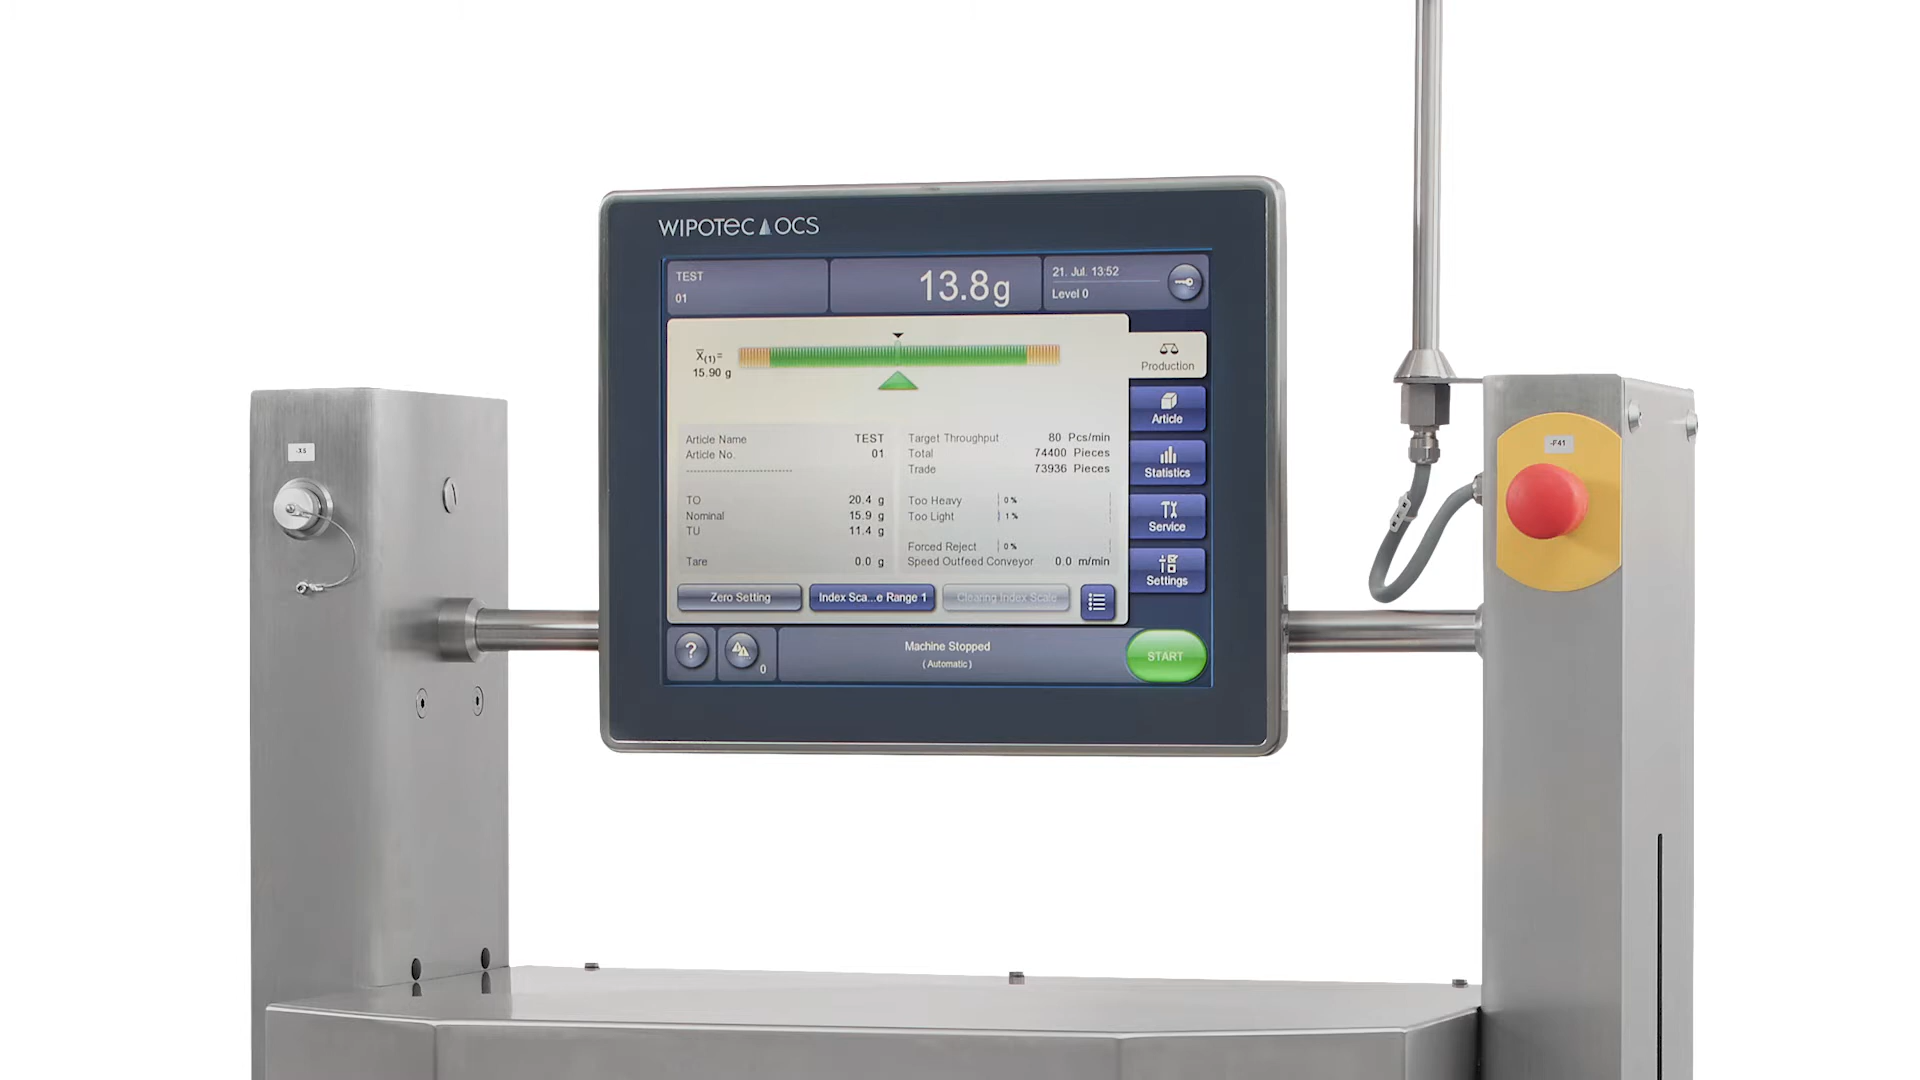 WIPOTEC OCS
TEST
01
13.8g
21. Jul. 13:52
Level 0
X(1)=
15.90 g
Production
Article
Statistics
Service
Settings
Article Name TEST
Article No. 01
TO 20.4 g
Nominal 15.9 g
TU 11.4 g
Tare 0.0 g
Target Throughput 80 Pcs/min
Total 74400 Pieces
Trade 73936 Pieces
Too Heavy 0%
Too Light 1%
Forced Reject 0%
Speed Outfeed Conveyor 0.0 m/min
Zero Setting
Index Sca...e Range 1
Clearing Index Scale
?
0
Machine Stopped
(Automatic)
START
-X5
-F41